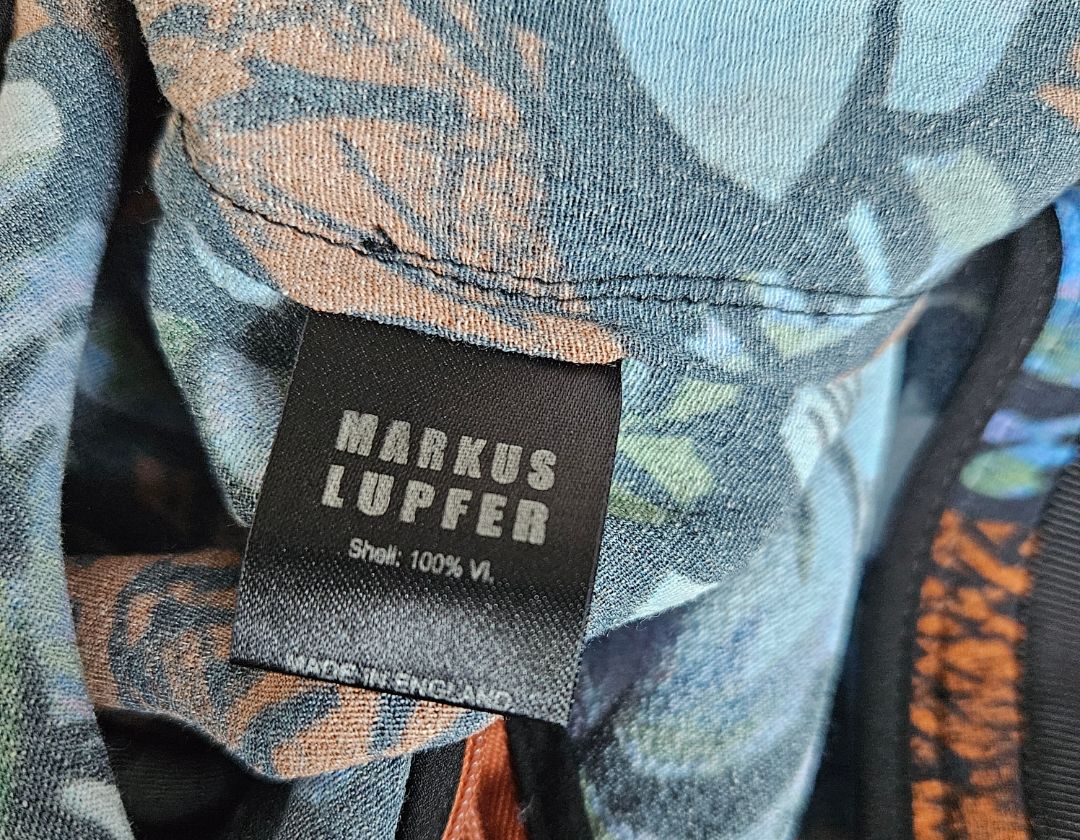 MARKUS
LUPFER
Shell: 100% VI.
MADE IN ENGLAND